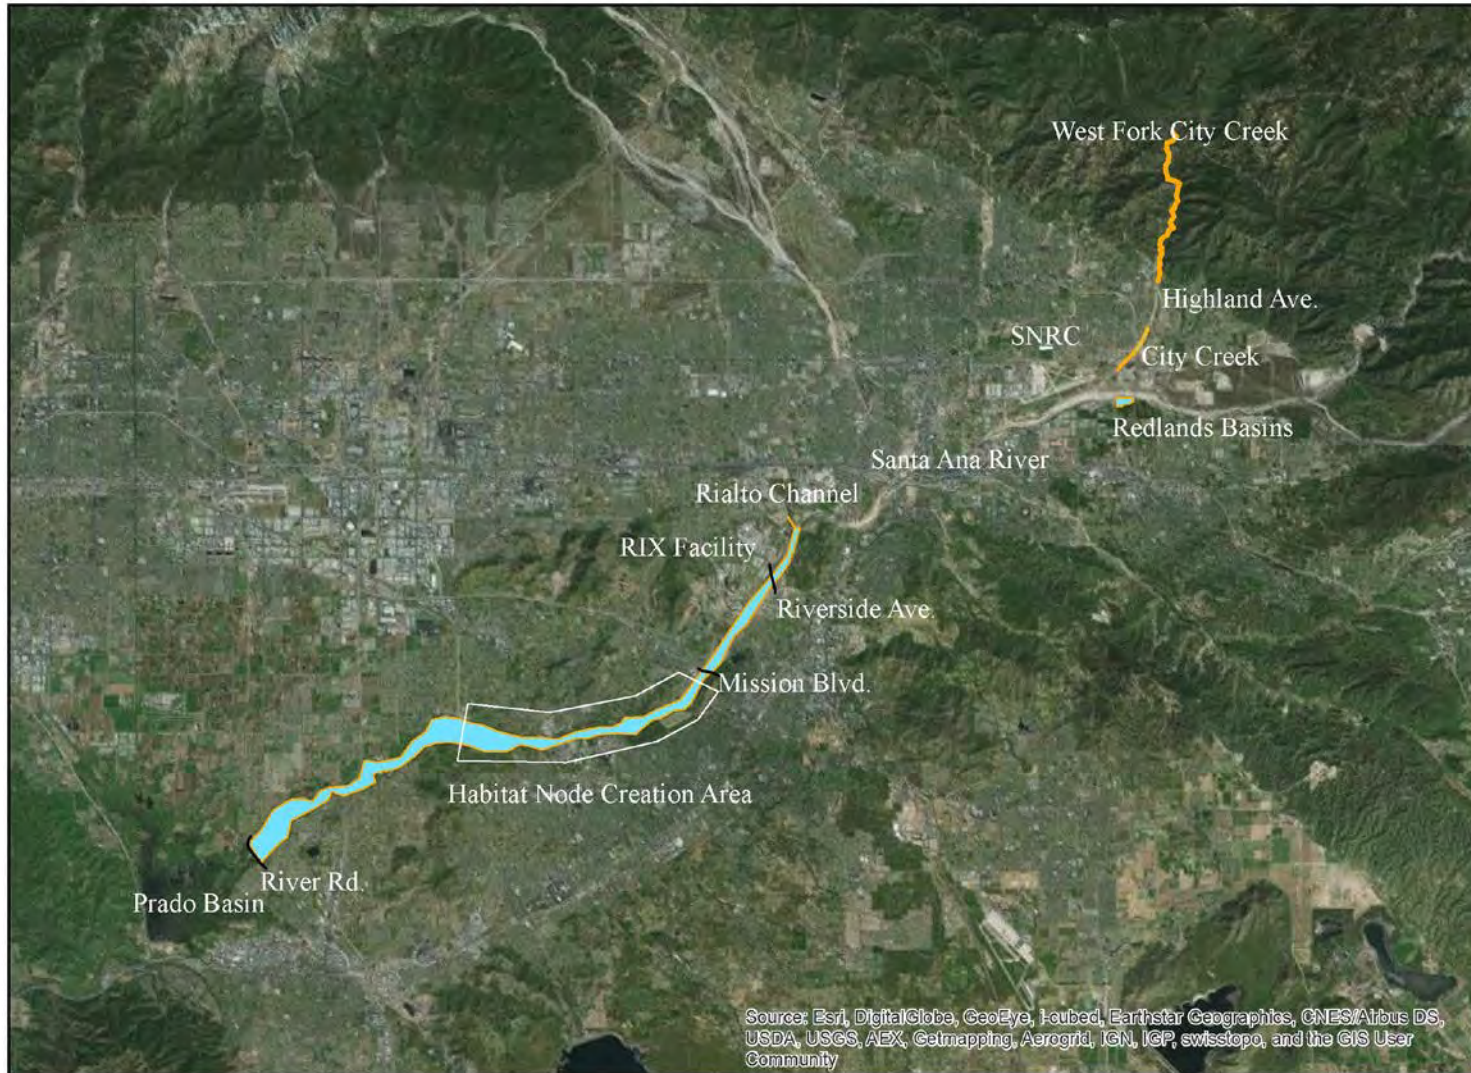 West Fork City Creek
Highland Ave.
SNRC
City Creek
Redlands Basins
Santa Ana River
Rialto Channel
RIX Facility
Riverside Ave.
Mission Blvd.
Habitat Node Creation Area
River Rd.
Prado Basin
Source: Esri, DigitalGlobe, GeoEye, i-cubed, Earthstar Geographics, CNES/Airbus DS,
USDA, USGS, AEX, Getmapping, Aerogrid, IGN, IGP, swisstopo, and the GIS User
Community